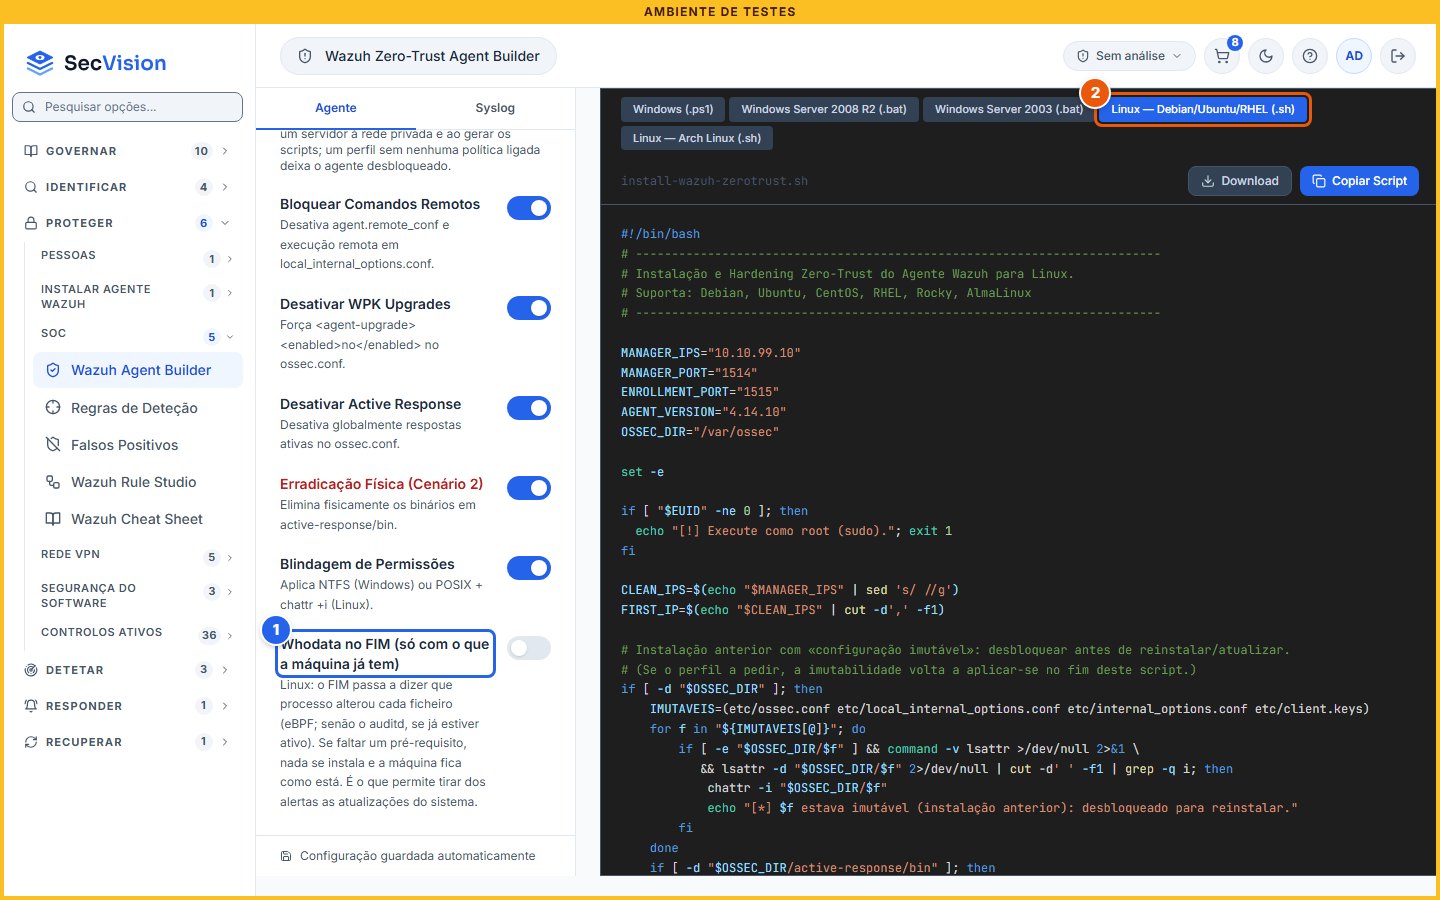 AMBIENTE DE TESTES
SecVision
Pesquisar opções...
GOVERNAR 10
IDENTIFICAR 4
PROTEGER 6
PESSOAS 1
INSTALAR AGENTE
WAZUH 1
SOC 5
Wazuh Agent Builder
Regras de Deteção
Falsos Positivos
Wazuh Rule Studio
Wazuh Cheat Sheet
REDE VPN 5
SEGURANÇA DO
SOFTWARE 3
CONTROLOS ATIVOS 36
DETETAR 3
RESPONDER 1
RECUPERAR 1
Wazuh Zero-Trust Agent Builder
Sem análise
8
AD
Agente Syslog
um servidor à rede privada e ao gerar os
scripts; um perfil sem nenhuma política ligada
deixa o agente desbloqueado.
Bloquear Comandos Remotos
Desativa agent.remote_conf e
execução remota em
local_internal_options.conf.
Desativar WPK Upgrades
Força <agent-upgrade>
<enabled>no</enabled> no
ossec.conf.
Desativar Active Response
Desativa globalmente respostas
ativas no ossec.conf.
Erradicação Física (Cenário 2)
Elimina fisicamente os binários em
active-response/bin.
Blindagem de Permissões
Aplica NTFS (Windows) ou POSIX +
chattr +i (Linux).
1
Whodata no FIM (só com o que
a máquina já tem)
Linux: o FIM passa a dizer que
processo alterou cada ficheiro
(eBPF; senão o auditd, se já estiver
ativo). Se faltar um pré-requisito,
nada se instala e a máquina fica
como está. É o que permite tirar dos
alertas as atualizações do sistema.
Configuração guardada automaticamente
2
Windows (.ps1) Windows Server 2008 R2 (.bat) Windows Server 2003 (.bat) Linux — Debian/Ubuntu/RHEL (.sh)
Linux — Arch Linux (.sh)
install-wazuh-zerotrust.sh Download Copiar Script
#!/bin/bash
# -------------------------------------------------------------------------
# Instalação e Hardening Zero-Trust do Agente Wazuh para Linux.
# Suporta: Debian, Ubuntu, CentOS, RHEL, Rocky, AlmaLinux
# -------------------------------------------------------------------------
MANAGER_IPS="10.10.99.10"
MANAGER_PORT="1514"
ENROLLMENT_PORT="1515"
AGENT_VERSION="4.14.10"
OSSEC_DIR="/var/ossec"
set -e
if [ "$EUID" -ne 0 ]; then
echo "[!] Execute como root (sudo)."; exit 1
fi
CLEAN_IPS=$(echo "$MANAGER_IPS" | sed 's/ //g')
FIRST_IP=$(echo "$CLEAN_IPS" | cut -d',' -f1)
# Instalação anterior com «configuração imutável»: desbloquear antes de reinstalar/atualizar.
# (Se o perfil a pedir, a imutabilidade volta a aplicar-se no fim deste script.)
if [ -d "$OSSEC_DIR" ]; then
IMUTAVEIS=(etc/ossec.conf etc/local_internal_options.conf etc/internal_options.conf etc/client.keys)
for f in "${IMUTAVEIS[@]}"; do
if [ -e "$OSSEC_DIR/$f" ] && command -v lsattr >/dev/null 2>&1 \
&& lsattr -d "$OSSEC_DIR/$f" 2>/dev/null | cut -d' ' -f1 | grep -q i; then
chattr -i "$OSSEC_DIR/$f"
echo "[*] $f estava imutável (instalação anterior): desbloqueado para reinstalar."
fi
done
if [ -d "$OSSEC_DIR/active-response/bin" ]; then